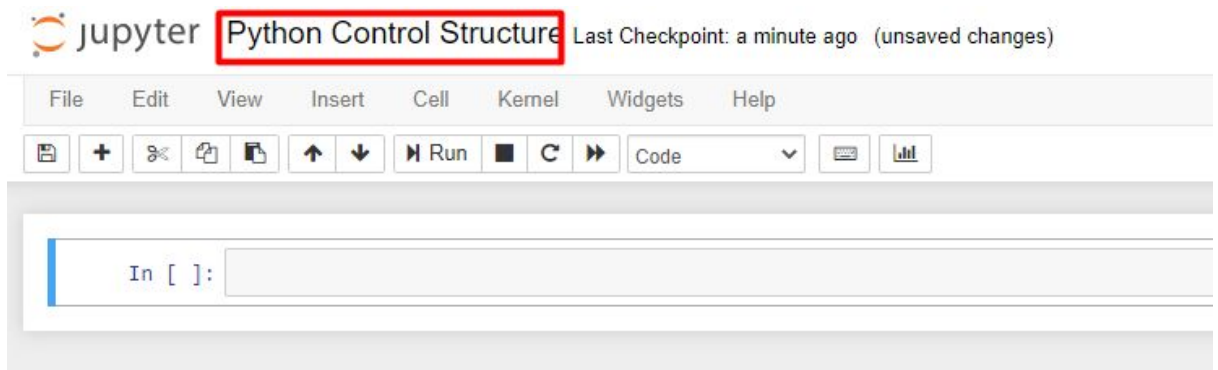 jupyter Python Control Structure Last Checkpoint: a minute ago (unsaved changes)
File Edit View Insert Cell Kernel Widgets Help
Run Code
In [ ]: